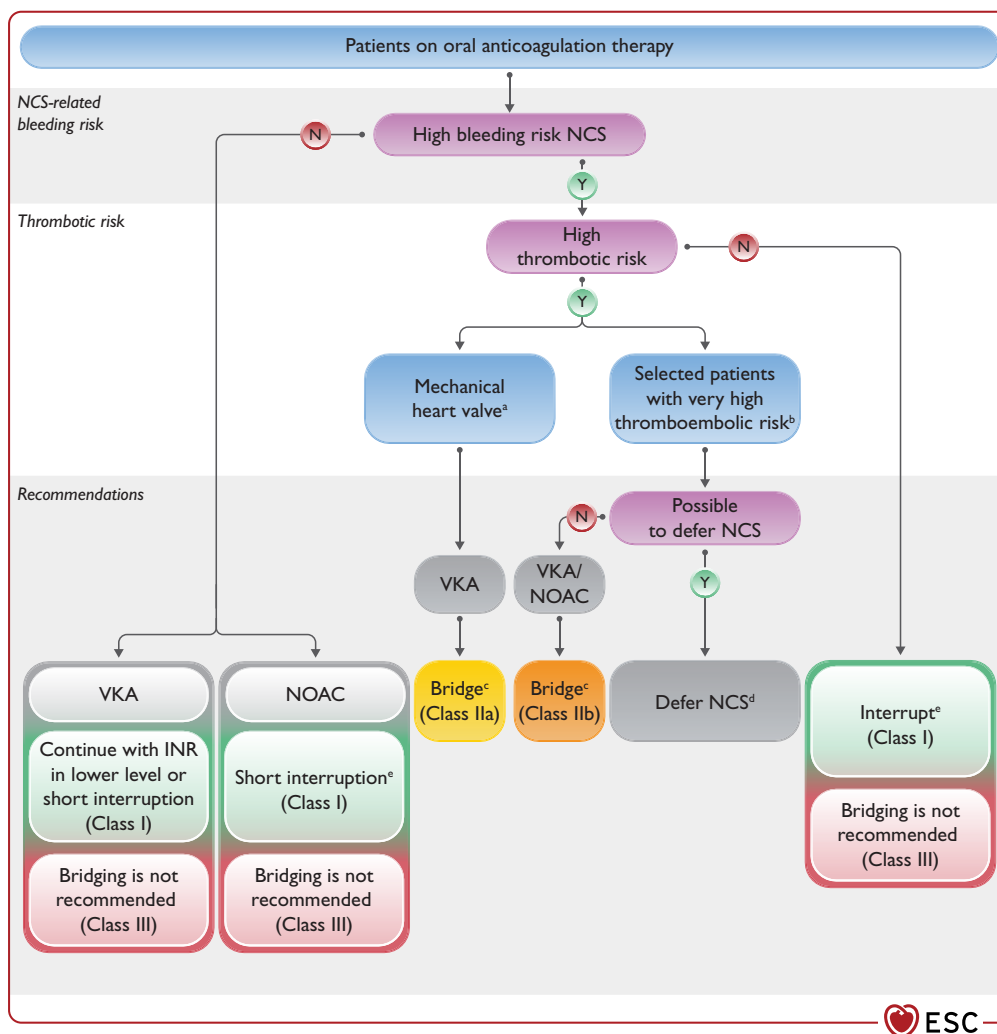 Patients on oral anticoagulation therapy
NCS-related
bleeding risk
N
High bleeding risk NCS
Y
Thrombotic risk
High
thrombotic risk
N
Y
Mechanical
heart valveᵃ
Selected patients
with very high
thromboembolic riskᵇ
Recommendations
N
Possible
to defer NCS
VKA
VKA/
NOAC
Y
VKA
Continue with INR
in lower level or
short interruption
(Class I)
Bridging is not
recommended
(Class III)
NOAC
Short interruptionᵉ
(Class I)
Bridging is not
recommended
(Class III)
Bridgeᶜ
(Class IIa)
Bridgeᶜ
(Class IIb)
Defer NCSᵈ
Interruptᵉ
(Class I)
Bridging is not
recommended
(Class III)
ESC